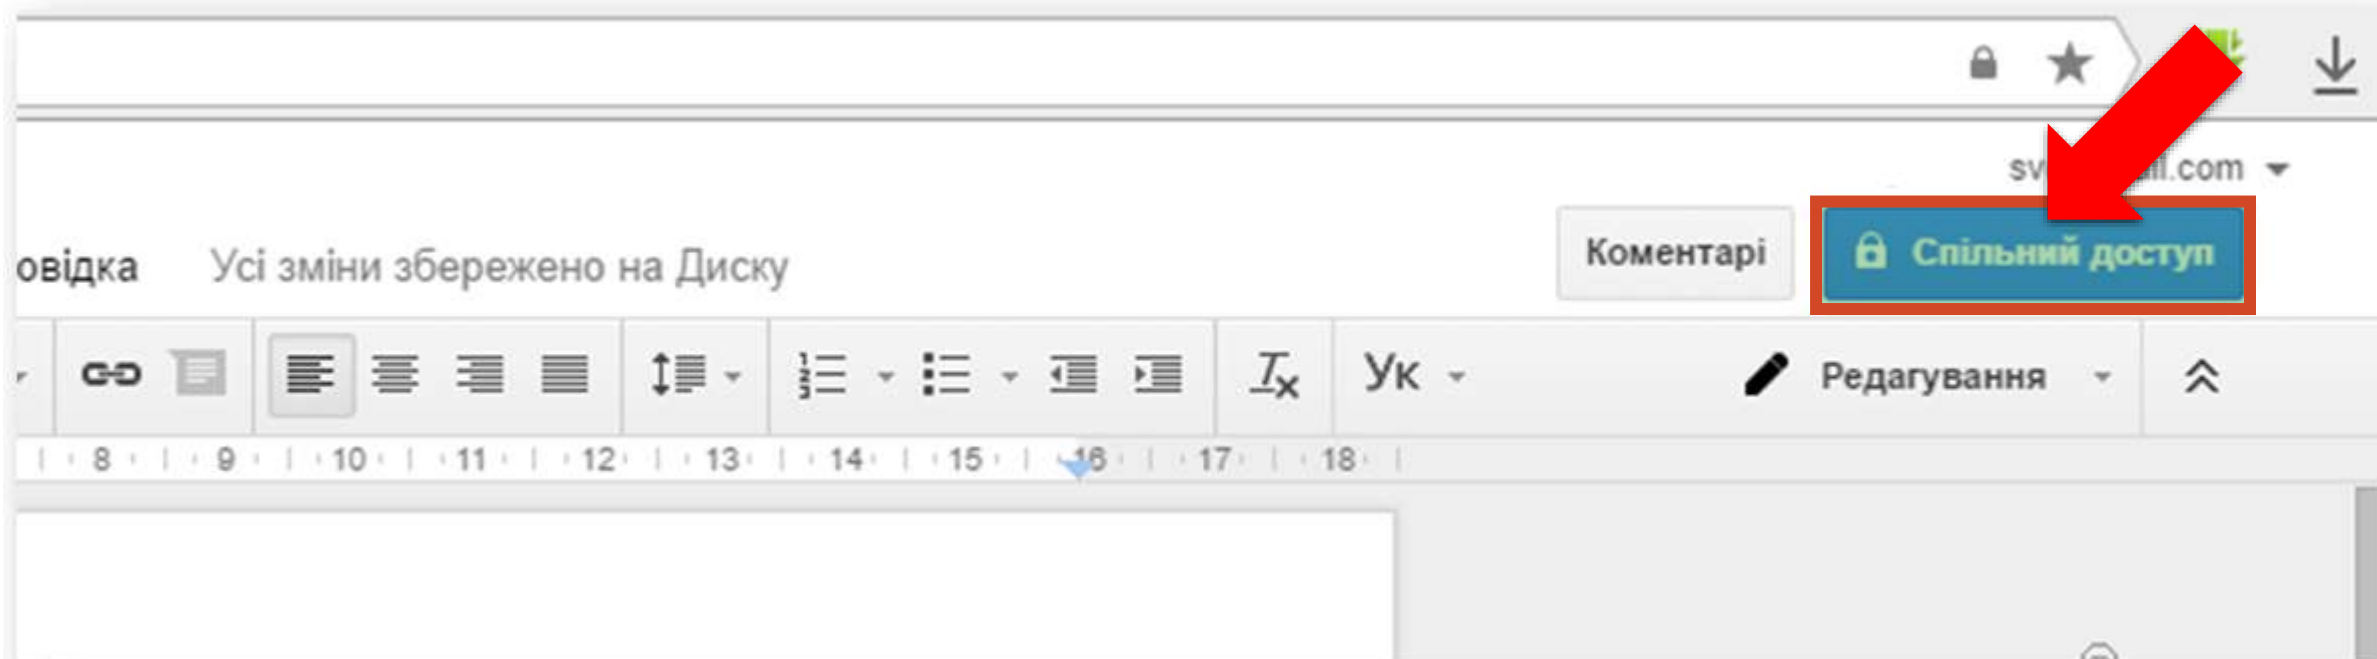 .com
Коментарі
Спільний доступ
овідка Усі зміни збережено на Диску
Ук
Редагування
8 9 10 11 12 13 14 15 16 17 18